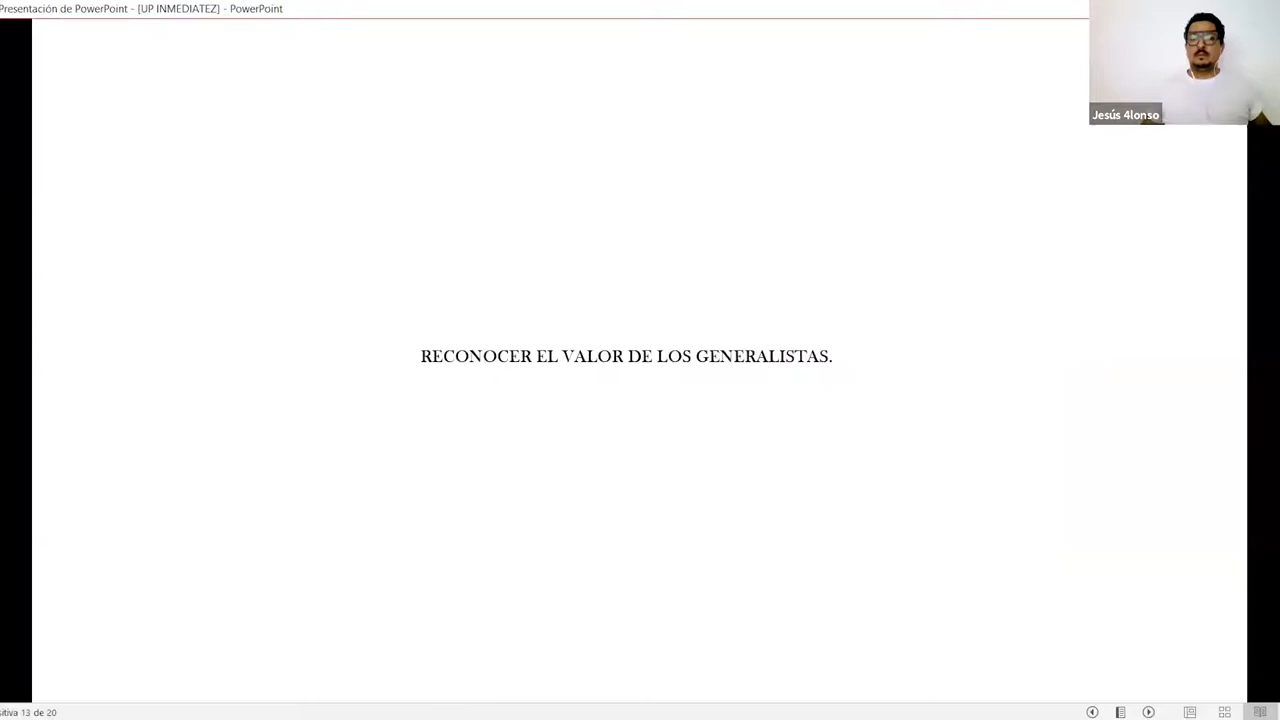 Presentación de PowerPoint - [UP INMEDIATEZ] - PowerPoint
Jesús 4lonso
RECONOCER EL VALOR DE LOS GENERALISTAS.
sitiva 13 de 20